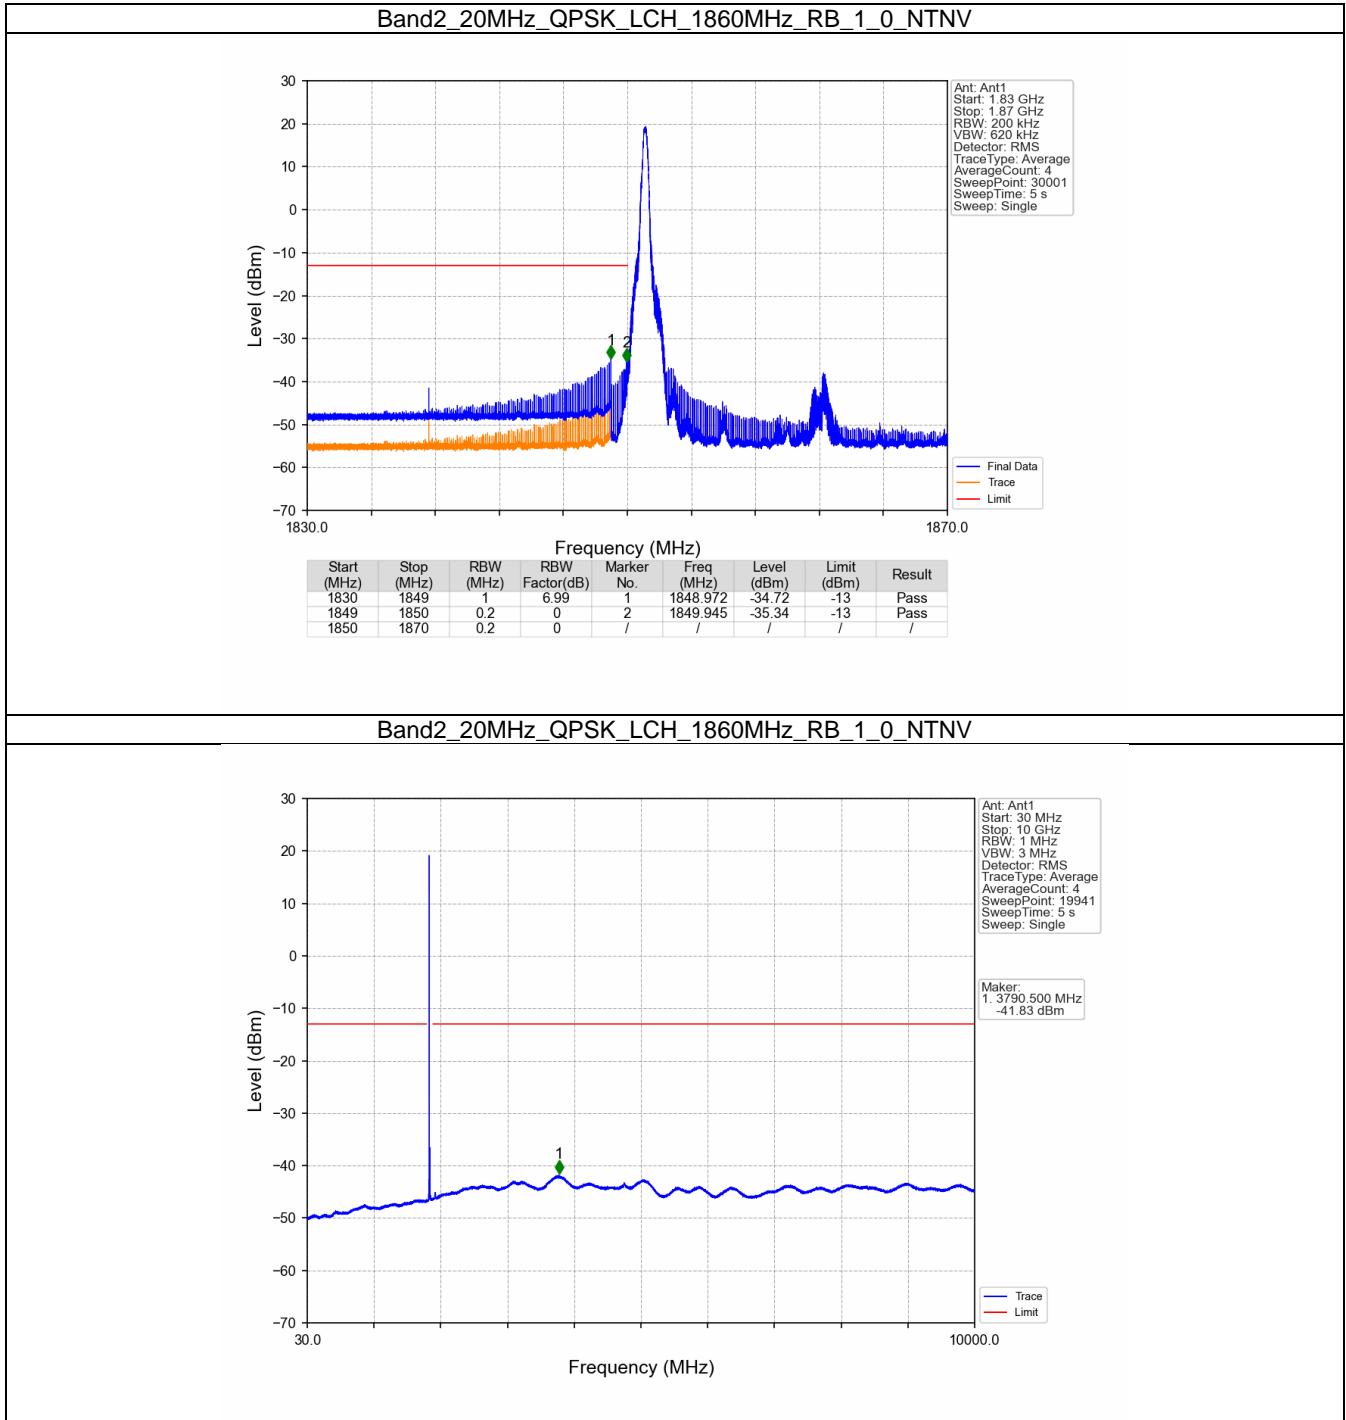 Band2_20MHz_QPSK_LCH_1860MHz_RB_1_0_NTNV
30
20
10
0
−10
−20
−30
−40
−50
−60
−70
Level (dBm)
1
2
1830.0
1870.0
Frequency (MHz)
Ant: Ant1
Start: 1.83 GHz
Stop: 1.87 GHz
RBW: 200 kHz
VBW: 620 kHz
Detector: RMS
TraceType: Average
AverageCount: 4
SweepPoint: 30001
SweepTime: 5 s
Sweep: Single
Final Data
Trace
Limit
Start (MHz) Stop (MHz) RBW (MHz) RBW Factor(dB) Marker No. Freq (MHz) Level (dBm) Limit (dBm) Result
1830 1849 1 6.99 1 1848.972 -34.72 -13 Pass
1849 1850 0.2 0 2 1849.945 -35.34 -13 Pass
1850 1870 0.2 0 / / / / /
Band2_20MHz_QPSK_LCH_1860MHz_RB_1_0_NTNV
30
20
10
0
−10
−20
−30
−40
−50
−60
−70
Level (dBm)
1
30.0
10000.0
Frequency (MHz)
Ant: Ant1
Start: 30 MHz
Stop: 10 GHz
RBW: 1 MHz
VBW: 3 MHz
Detector: RMS
TraceType: Average
AverageCount: 4
SweepPoint: 19941
SweepTime: 5 s
Sweep: Single
Maker:
1. 3790.500 MHz
-41.83 dBm
Trace
Limit